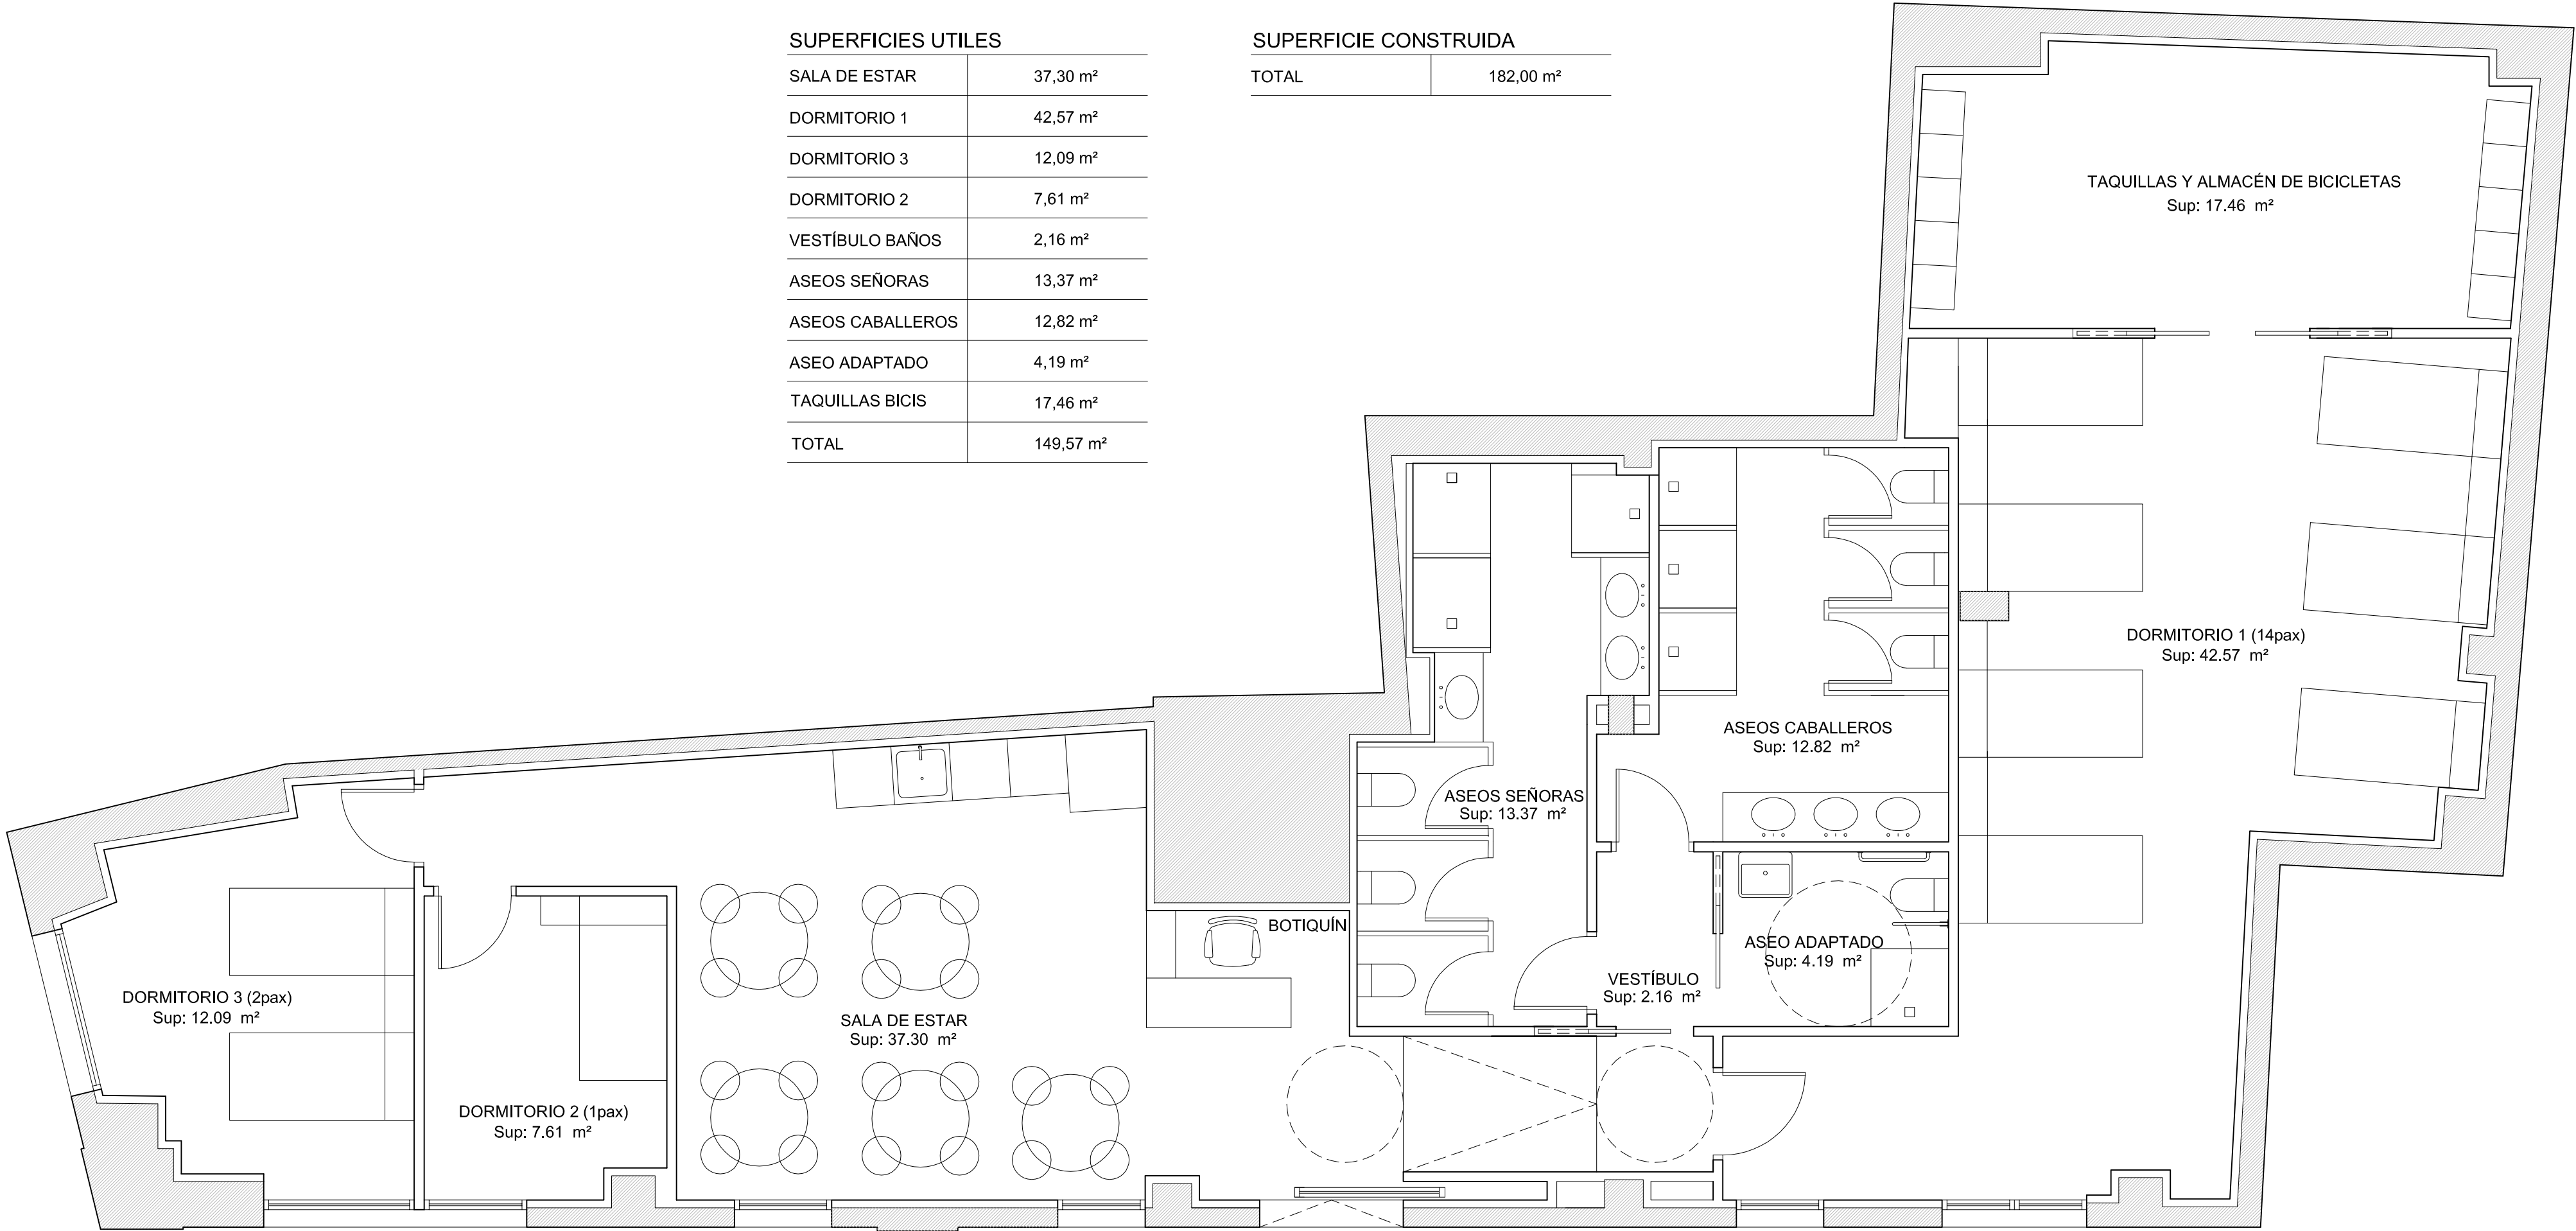 SUPERFICIES UTILES
SALA DE ESTAR 37,30 m²
DORMITORIO 1 42,57 m²
DORMITORIO 3 12,09 m²
DORMITORIO 2 7,61 m²
VESTÍBULO BAÑOS 2,16 m²
ASEOS SEÑORAS 13,37 m²
ASEOS CABALLEROS 12,82 m²
ASEO ADAPTADO 4,19 m²
TAQUILLAS BICIS 17,46 m²
TOTAL 149,57 m²
SUPERFICIE CONSTRUIDA
TOTAL 182,00 m²
TAQUILLAS Y ALMACÉN DE BICICLETAS
Sup: 17.46 m²
DORMITORIO 1 (14pax)
Sup: 42.57 m²
ASEOS CABALLEROS
Sup: 12.82 m²
ASEOS SEÑORAS
Sup: 13.37 m²
BOTIQUÍN
ASEO ADAPTADO
Sup: 4.19 m²
VESTÍBULO
Sup: 2.16 m²
DORMITORIO 3 (2pax)
Sup: 12.09 m²
SALA DE ESTAR
Sup: 37.30 m²
DORMITORIO 2 (1pax)
Sup: 7.61 m²